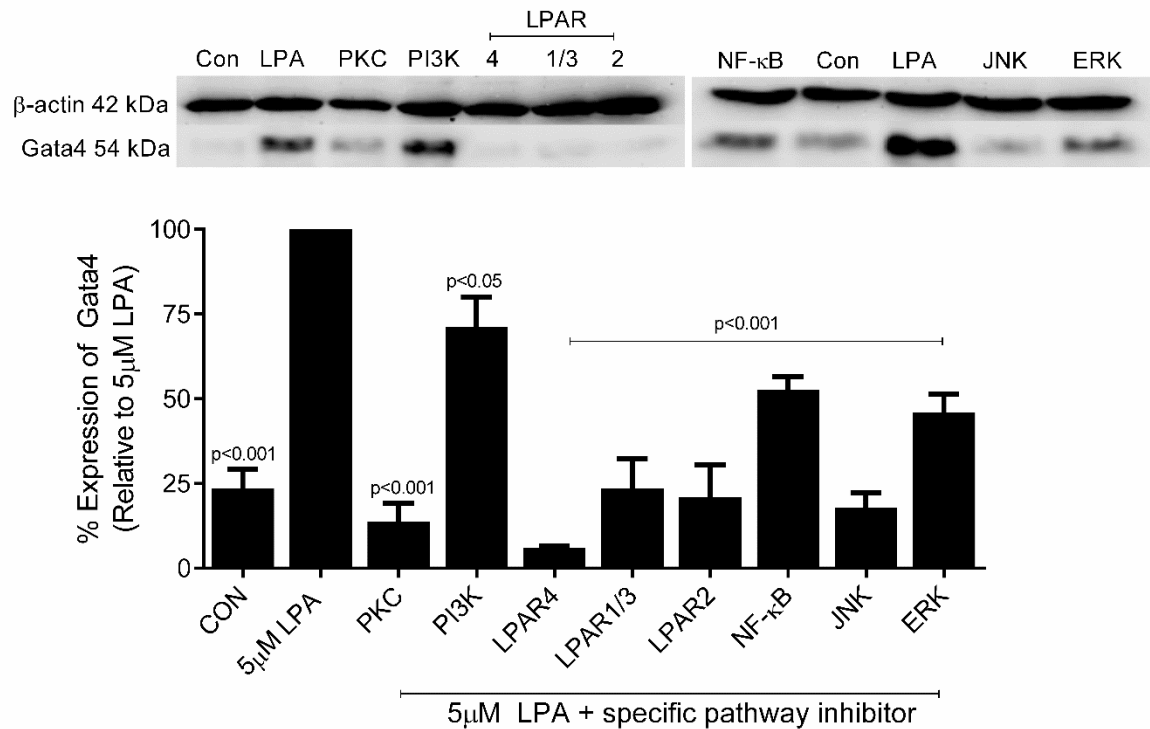 LPAR
Con LPA PKC PI3K 4 1/3 2
NF-κB Con LPA JNK ERK
β-actin 42 kDa
Gata4 54 kDa
% Expression of Gata4
(Relative to 5μM LPA)
100
75
50
25
0
p<0.001
p<0.001
p<0.05
p<0.001
CON
5μM LPA
PKC
PI3K
LPAR4
LPAR1/3
LPAR2
NF-κB
JNK
ERK
5μM LPA + specific pathway inhibitor